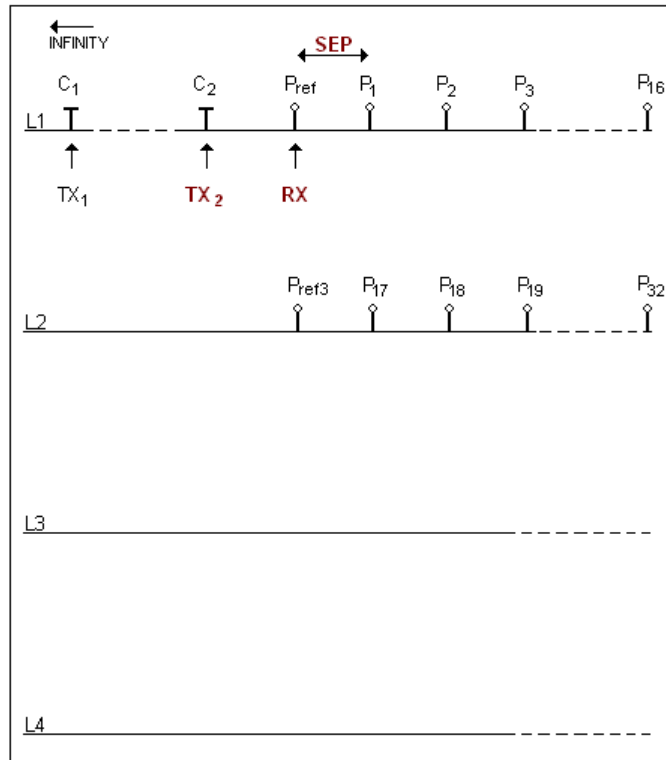 INFINITY
SEP
C1 C2 Pref P1 P2 P3 P16
L1
TX1 TX2 RX
Pref3 P17 P18 P19 P32
L2
L3
L4